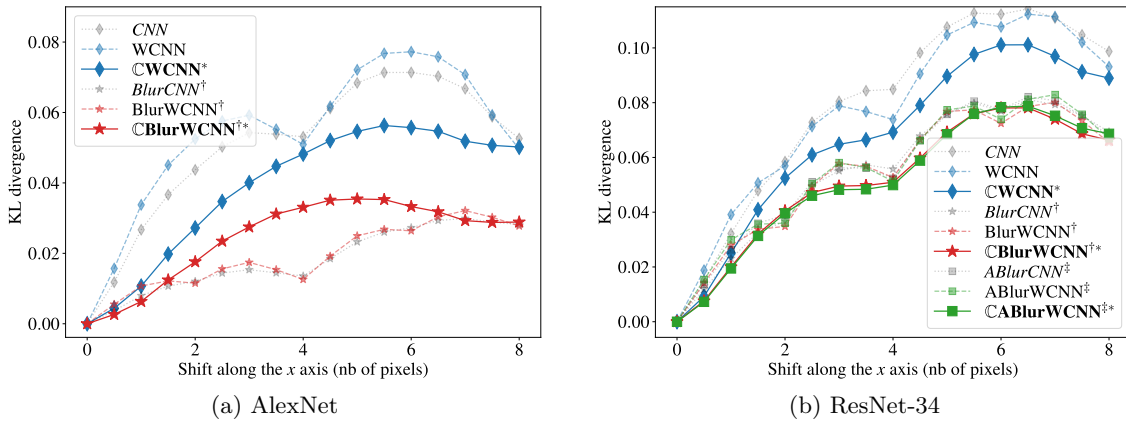 KL divergence
0.08
0.06
0.04
0.02
0.00
CNN
WCNN
ℂWCNN*
BlurCNN†
BlurWCNN†
ℂBlurWCNN†*
0 2 4 6 8
Shift along the x axis (nb of pixels)
(a) AlexNet
KL divergence
0.10
0.08
0.06
0.04
0.02
0.00
CNN
WCNN
ℂWCNN*
BlurCNN†
BlurWCNN†
ℂBlurWCNN†*
ABlurCNN‡
ABlurWCNN‡
ℂABlurWCNN‡*
0 2 4 6 8
Shift along the x axis (nb of pixels)
(b) ResNet-34